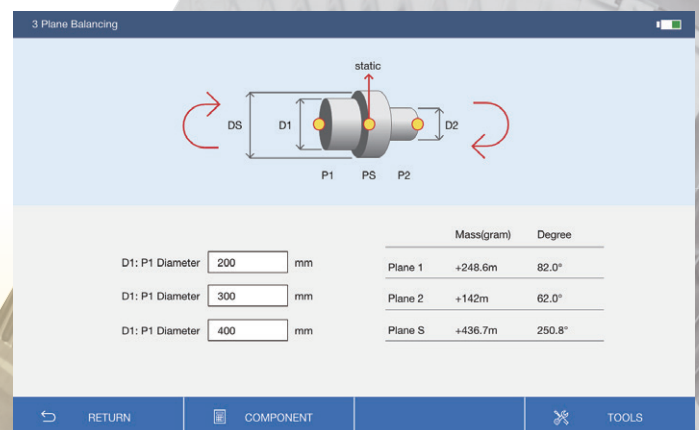 3 Plane Balancing
static
DS
D1
D2
P1 PS P2
Mass(gram) Degree
D1: P1 Diameter 200 mm
Plane 1 +248.6m 82.0°
D1: P1 Diameter 300 mm
Plane 2 +142m 62.0°
D1: P1 Diameter 400 mm
Plane S +436.7m 250.8°
RETURN COMPONENT TOOLS